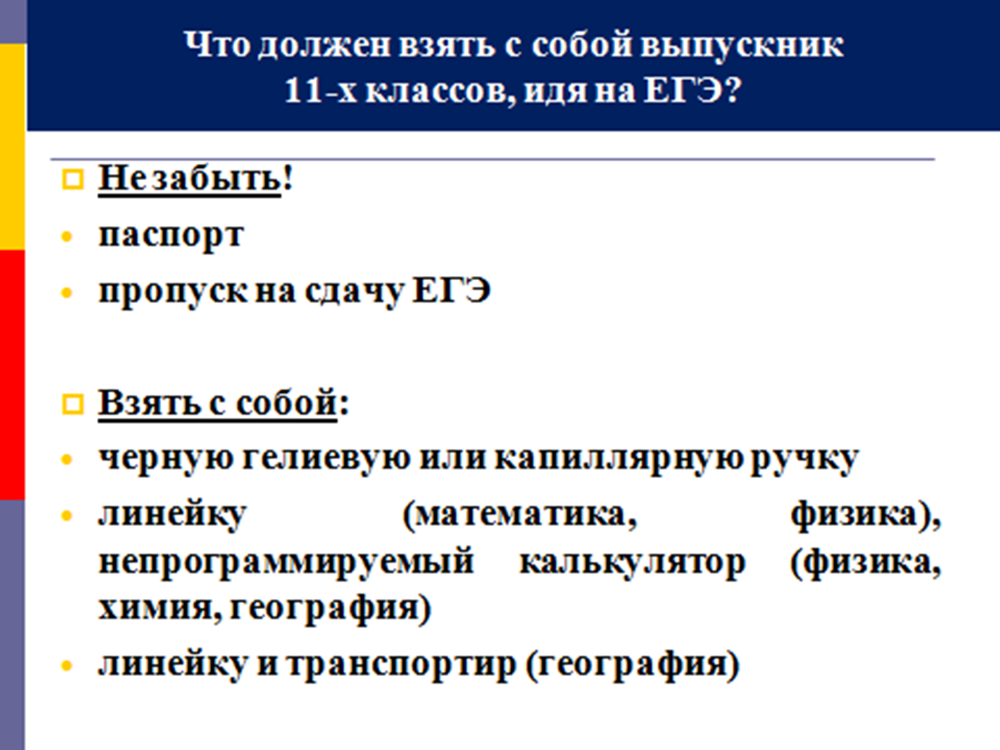 Что должен взять с собой выпускник
11-х классов, идя на ЕГЭ?
Не забыть!
паспорт
пропуск на сдачу ЕГЭ
Взять с собой:
черную гелиевую или капиллярную ручку
линейку (математика, физика),
непрограммируемый калькулятор (физика,
химия, география)
линейку и транспортир (география)